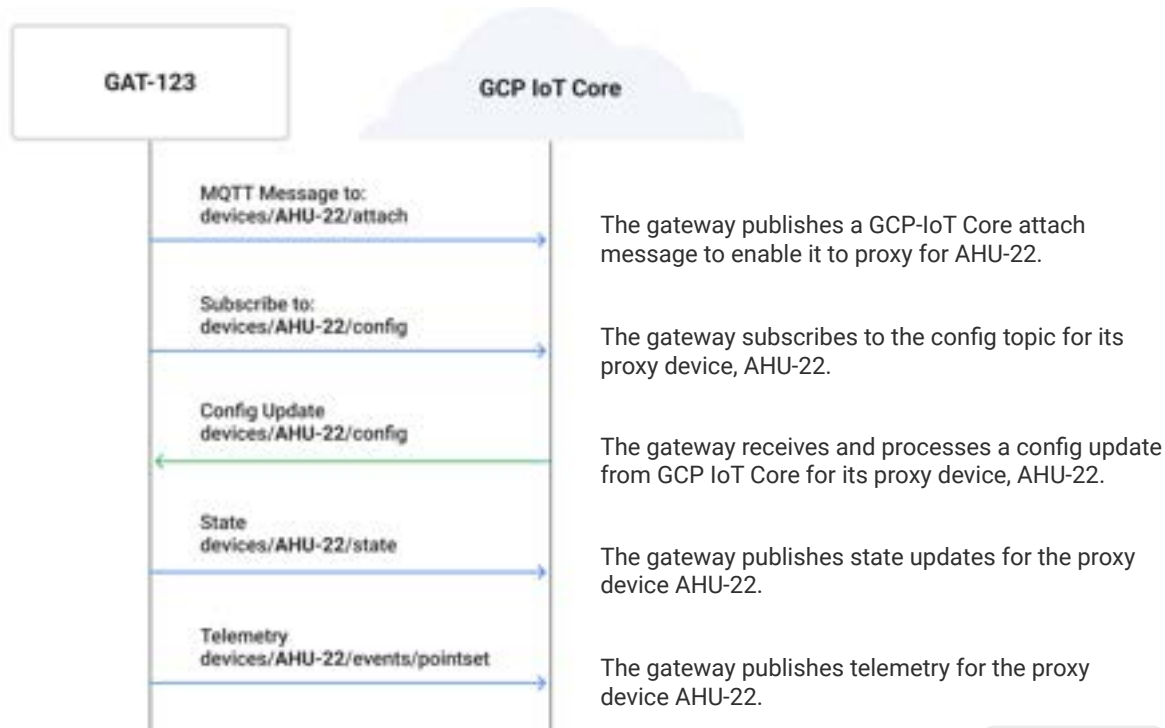 GAT-123
GCP IoT Core
MQTT Message to:
devices/AHU-22/attach
The gateway publishes a GCP-IoT Core attach
message to enable it to proxy for AHU-22.
Subscribe to:
devices/AHU-22/config
The gateway subscribes to the config topic for its
proxy device, AHU-22.
Config Update
devices/AHU-22/config
The gateway receives and processes a config update
from GCP IoT Core for its proxy device, AHU-22.
State
devices/AHU-22/state
The gateway publishes state updates for the proxy
device AHU-22.
Telemetry
devices/AHU-22/events/pointset
The gateway publishes telemetry for the proxy
device AHU-22.